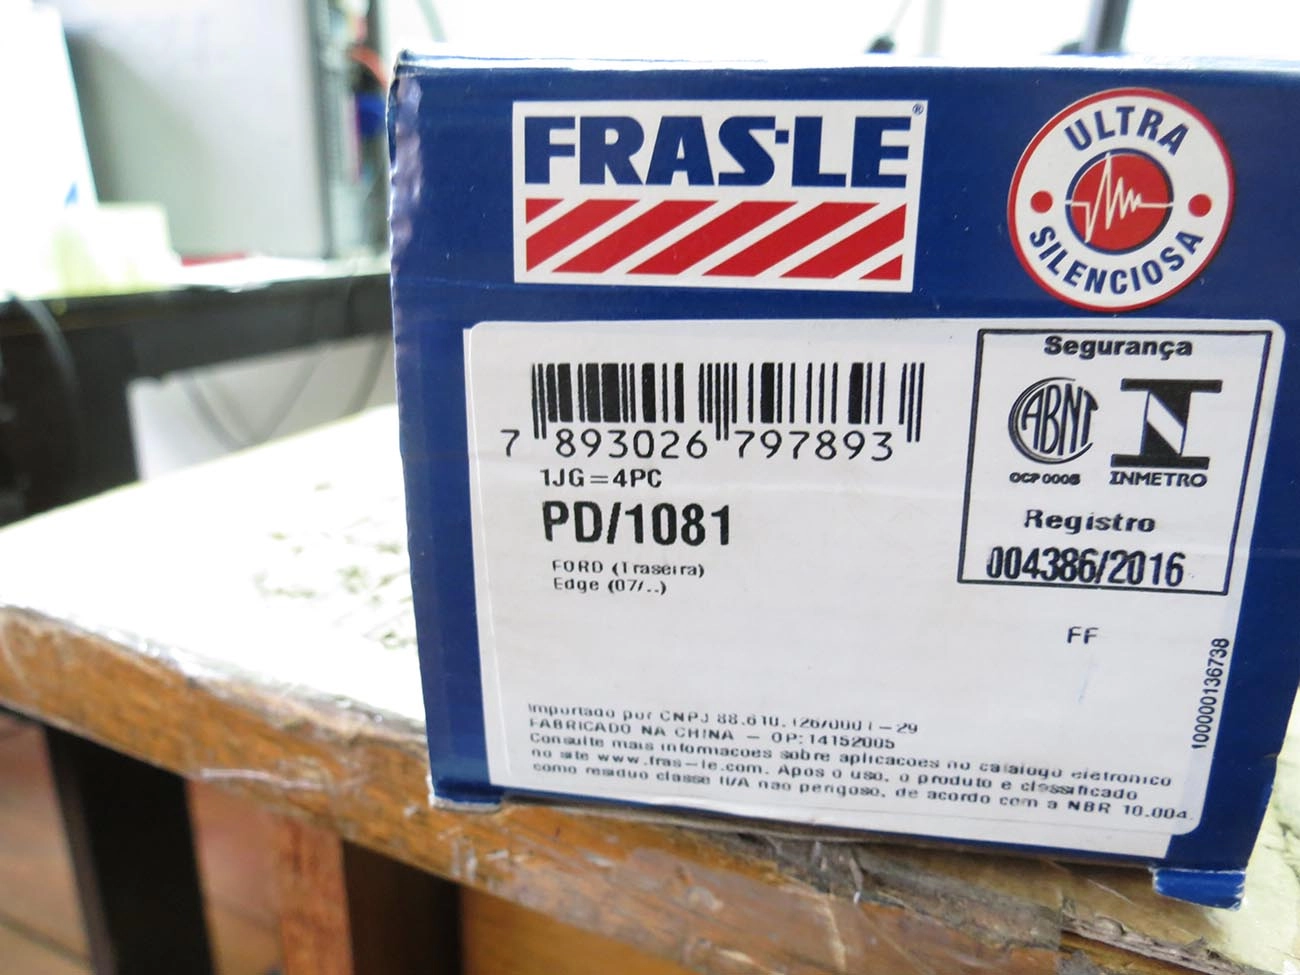 FRAS-LE®
ULTRA
SILENCIOSA
Segurança
ABNT
OCP 0005
INMETRO
Registro
004386/2016
7 893026 797893
1JG=4PC
PD/1081
FORD (Traseira)
Edge (07/..)
FF
100000136738
Importado por CNPJ 88.610.126/0001-29
FABRICADO NA CHINA - OP:14152005
Consulte mais informacoes sobre aplicacoes no catalogo eletronico
no site www.fras-le.com. Apos o uso, o produto e classificado
como residuo classe II/A nao perigoso, de acordo com a NBR 10.004.